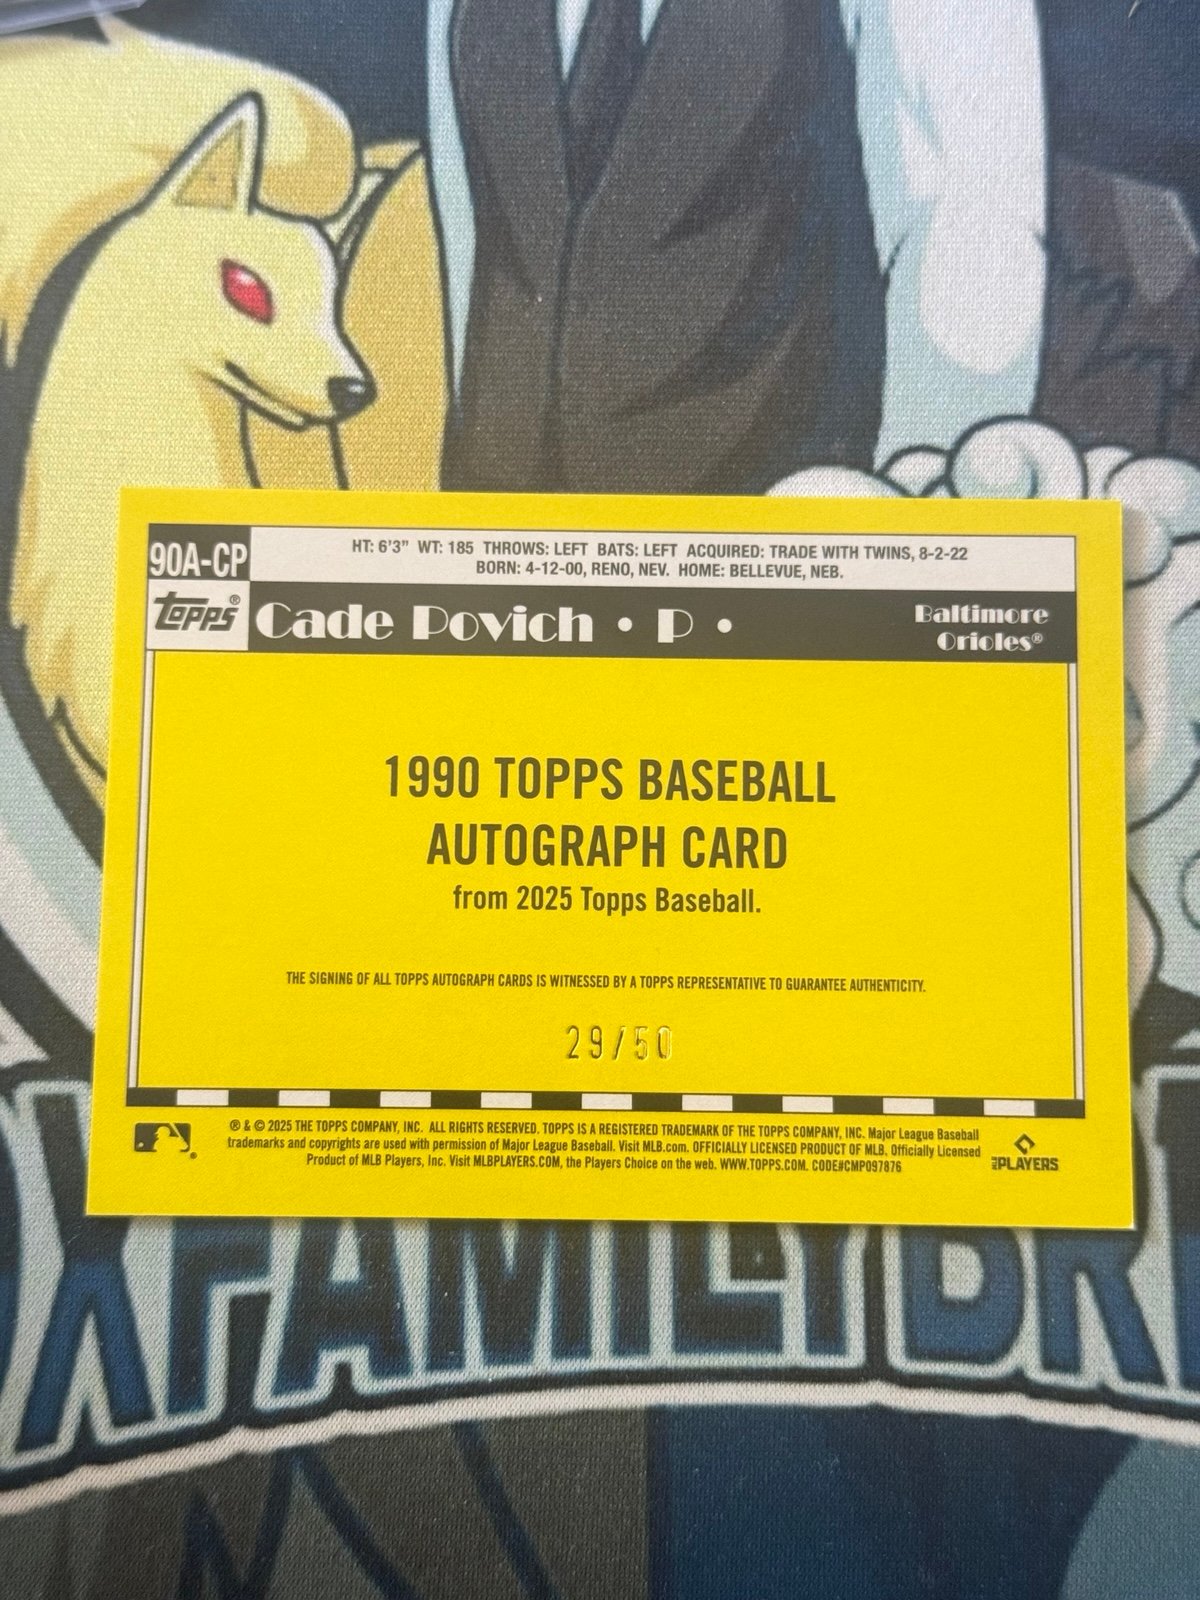 90A-CP
HT: 6'3" WT: 185 THROWS: LEFT BATS: LEFT ACQUIRED: TRADE WITH TWINS, 8-2-22
BORN: 4-12-00, RENO, NEV. HOME: BELLEVUE, NEB.
Topps®
Cade Povich • P •
Baltimore
Orioles®
1990 TOPPS BASEBALL
AUTOGRAPH CARD
from 2025 Topps Baseball.
THE SIGNING OF ALL TOPPS AUTOGRAPH CARDS IS WITNESSED BY A TOPPS REPRESENTATIVE TO GUARANTEE AUTHENTICITY.
29/50
® & © 2025 THE TOPPS COMPANY, INC. ALL RIGHTS RESERVED. TOPPS IS A REGISTERED TRADEMARK OF THE TOPPS COMPANY, INC. Major League Baseball
trademarks and copyrights are used with permission of Major League Baseball. Visit MLB.com. OFFICIALLY LICENSED PRODUCT OF MLB. Officially Licensed
Product of MLB Players, Inc. Visit MLBPLAYERS.COM, the Players Choice on the web. WWW.TOPPS.COM. CODE#CMP097876
MLB PLAYERS
XFAMILYBR